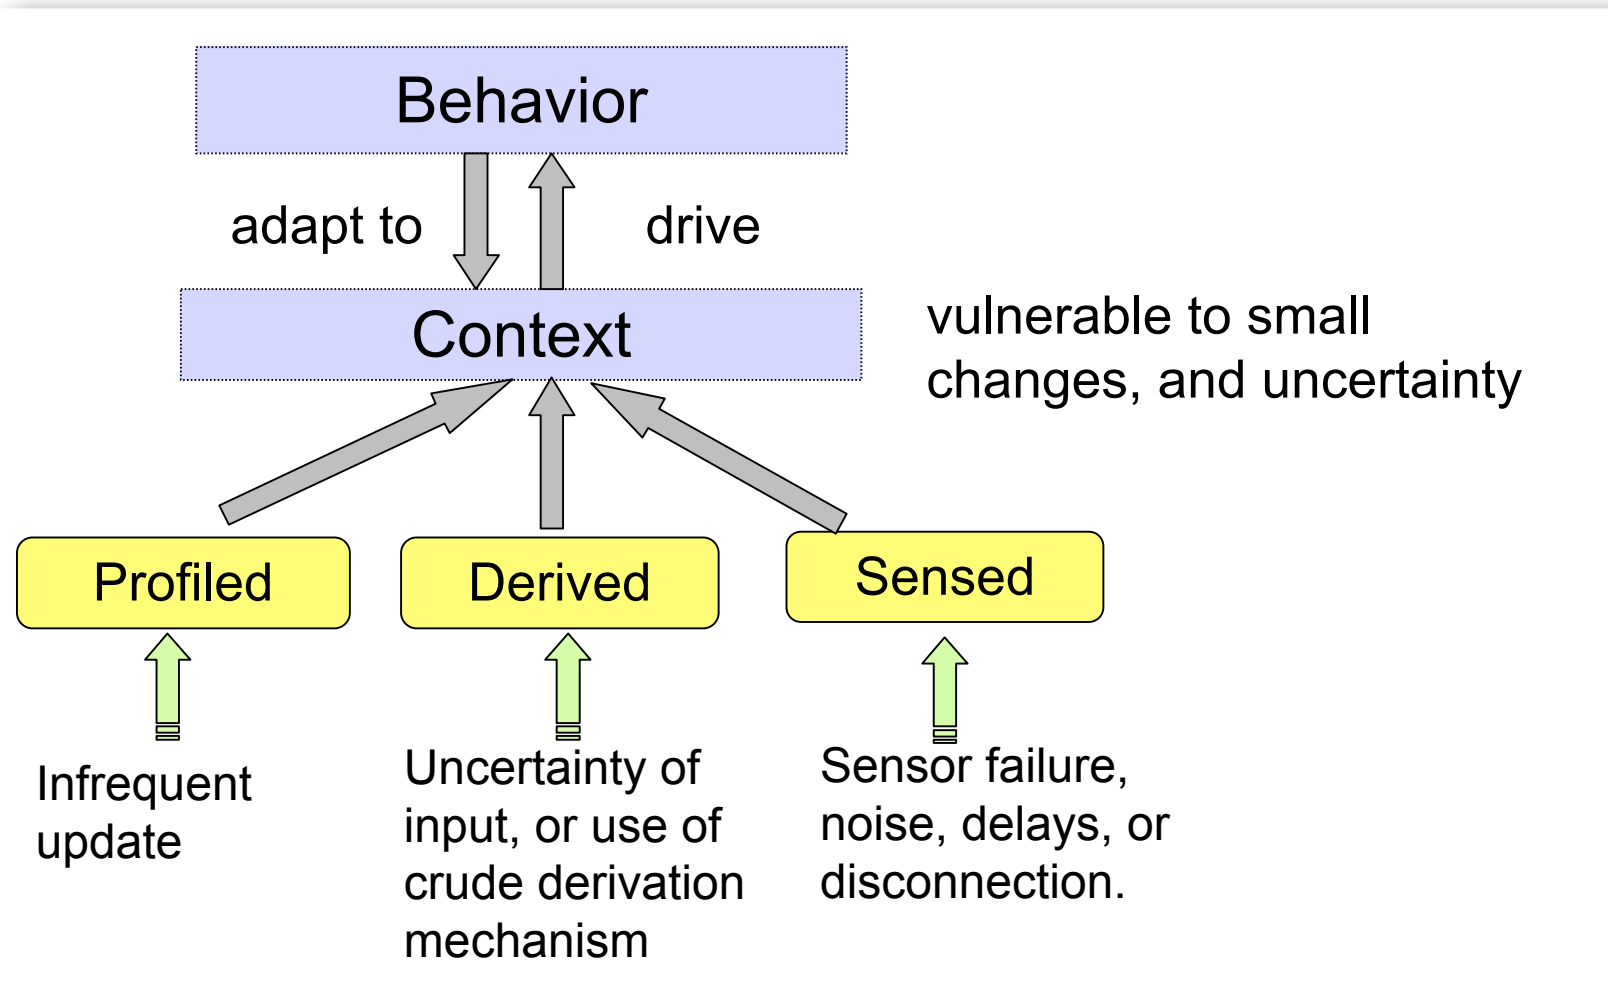 Behavior
adapt to
drive
Context
vulnerable to small
changes, and uncertainty
Profiled
Derived
Sensed
Infrequent
update
Uncertainty of
input, or use of
crude derivation
mechanism
Sensor failure,
noise, delays, or
disconnection.